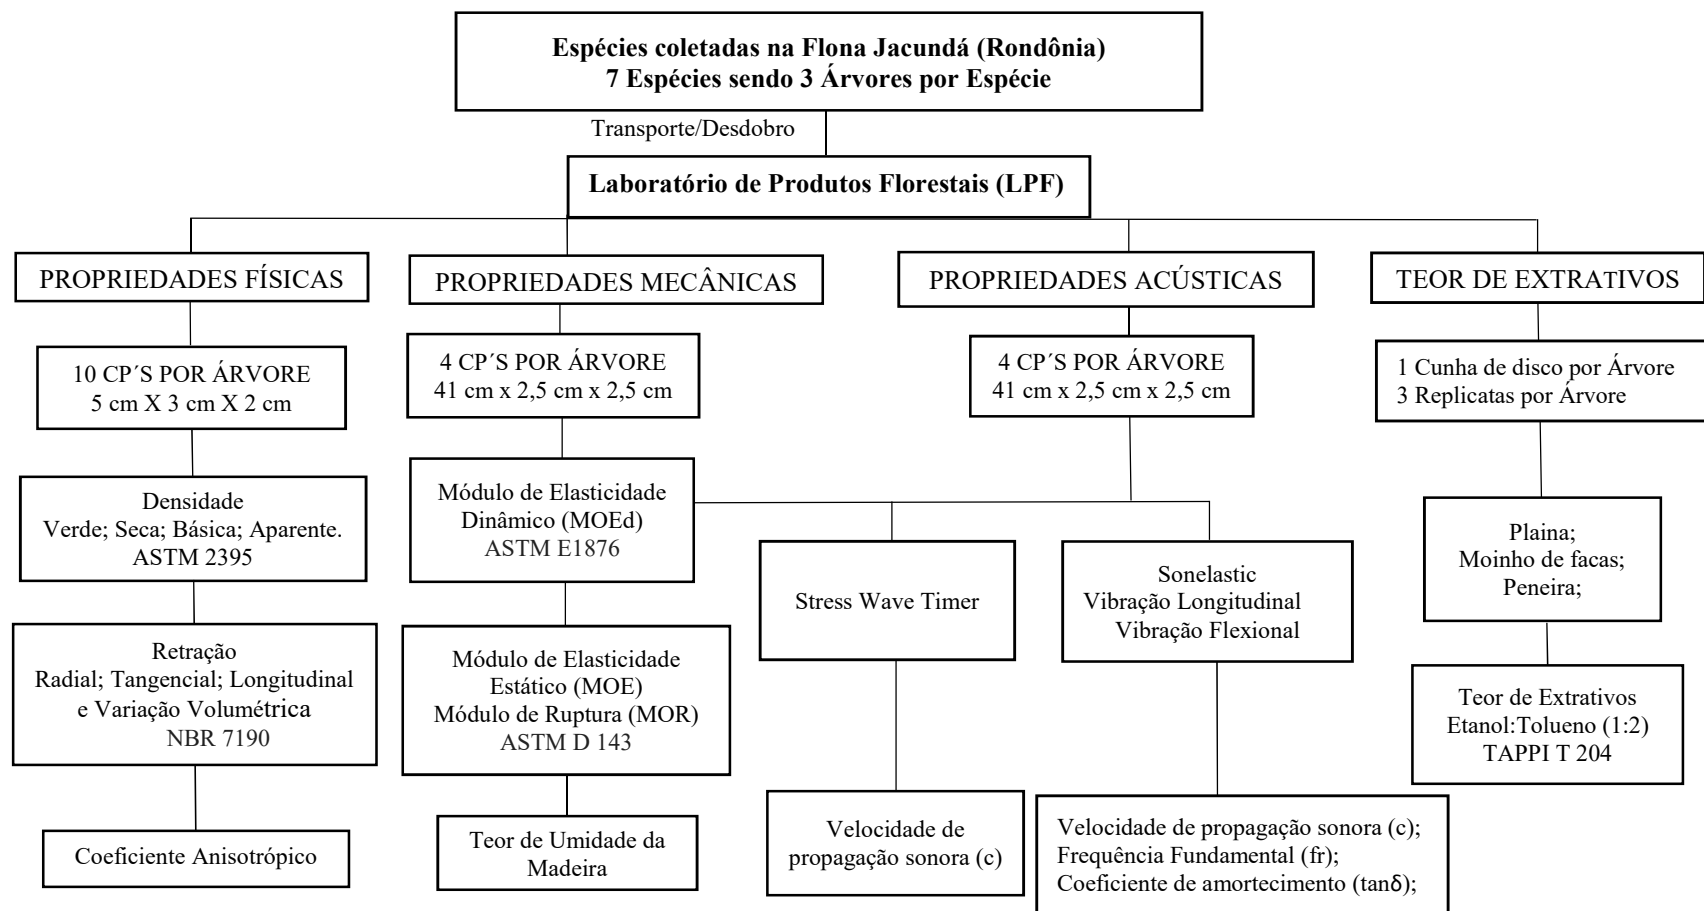 Espécies coletadas na Flona Jacundá (Rondônia)
7 Espécies sendo 3 Árvores por Espécie
Transporte/Desdobro
Laboratório de Produtos Florestais (LPF)
PROPRIEDADES FÍSICAS
10 CP´S POR ÁRVORE
5 cm X 3 cm X 2 cm
Densidade
Verde; Seca; Básica; Aparente.
ASTM 2395
Retração
Radial; Tangencial; Longitudinal
e Variação Volumétrica
NBR 7190
Coeficiente Anisotrópico
PROPRIEDADES MECÂNICAS
4 CP´S POR ÁRVORE
41 cm x 2,5 cm x 2,5 cm
Módulo de Elasticidade
Dinâmico (MOEd)
ASTM E1876
Módulo de Elasticidade
Estático (MOE)
Módulo de Ruptura (MOR)
ASTM D 143
Teor de Umidade da
Madeira
PROPRIEDADES ACÚSTICAS
4 CP´S POR ÁRVORE
41 cm x 2,5 cm x 2,5 cm
Stress Wave Timer
Velocidade de
propagação sonora (c)
Sonelastic
Vibração Longitudinal
Vibração Flexional
Velocidade de propagação sonora (c);
Frequência Fundamental (fr);
Coeficiente de amortecimento (tanδ);
TEOR DE EXTRATIVOS
1 Cunha de disco por Árvore
3 Replicatas por Árvore
Plaina;
Moinho de facas;
Peneira;
Teor de Extrativos
Etanol:Tolueno (1:2)
TAPPI T 204